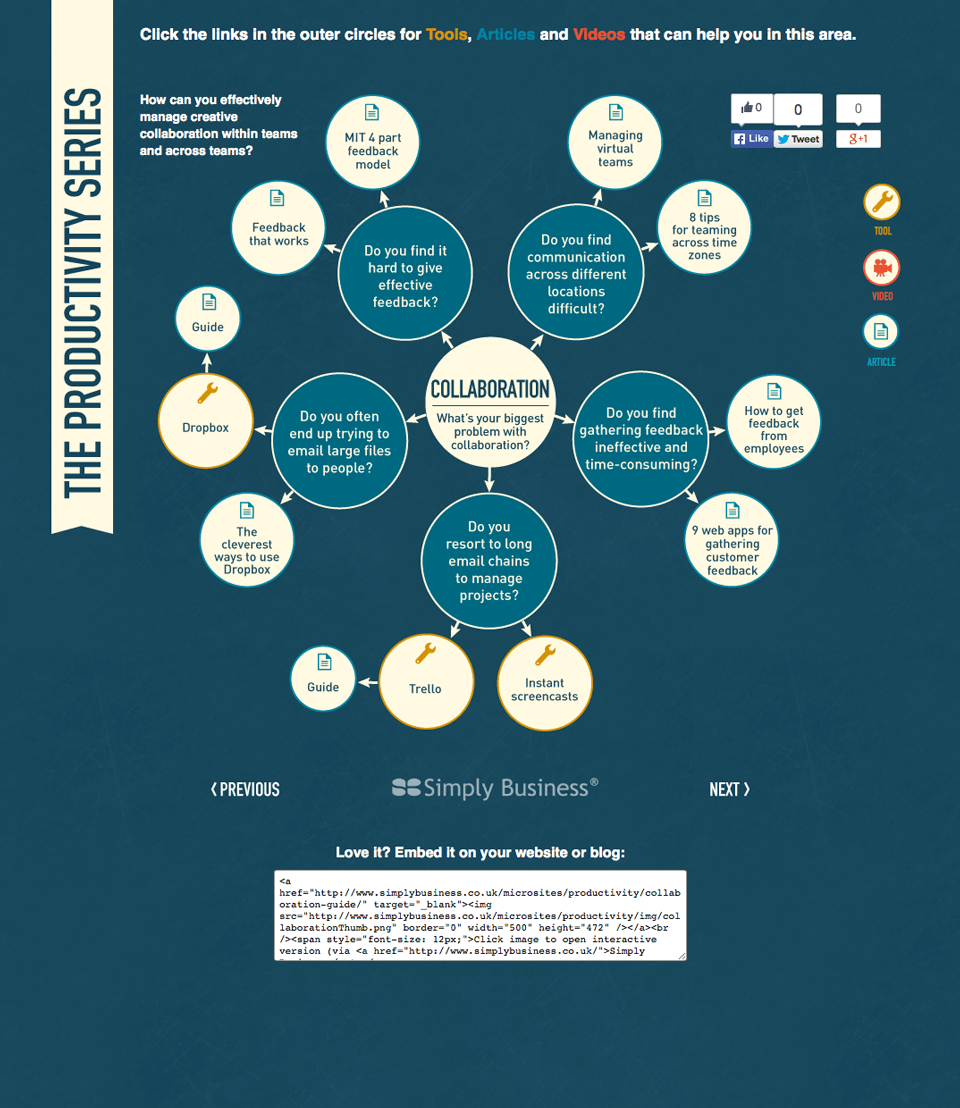 THE PRODUCTIVITY SERIES
Click the links in the outer circles for Tools, Articles and Videos that can help you in this area.
How can you effectively
manage creative
collaboration within teams
and across teams?
0
0
0
Like
Tweet
g+1
TOOL
VIDEO
ARTICLE
MIT 4 part
feedback
model
Feedback
that works
Do you find it
hard to give
effective
feedback?
Managing
virtual
teams
8 tips
for teaming
across time
zones
Do you find
communication
across different
locations
difficult?
Guide
Dropbox
The
cleverest
ways to use
Dropbox
Do you often
end up trying to
email large files
to people?
COLLABORATION
What's your biggest
problem with
collaboration?
Do you find
gathering feedback
ineffective and
time-consuming?
How to get
feedback
from
employees
9 web apps for
gathering
customer
feedback
Do you
resort to long
email chains
to manage
projects?
Guide
Trello
Instant
screencasts
‹ PREVIOUS
Simply Business®
NEXT ›
Love it? Embed it on your website or blog:
<a
href="http://www.simplybusiness.co.uk/microsites/productivity/collab
oration-guide/" target="_blank"><img
src="http://www.simplybusiness.co.uk/microsites/productivity/img/col
laborationThumb.png" border="0" width="500" height="472" /></a><br
/><span style="font-size: 12px;">Click image to open interactive
version (via <a href="http://www.simplybusiness.co.uk/">Simply